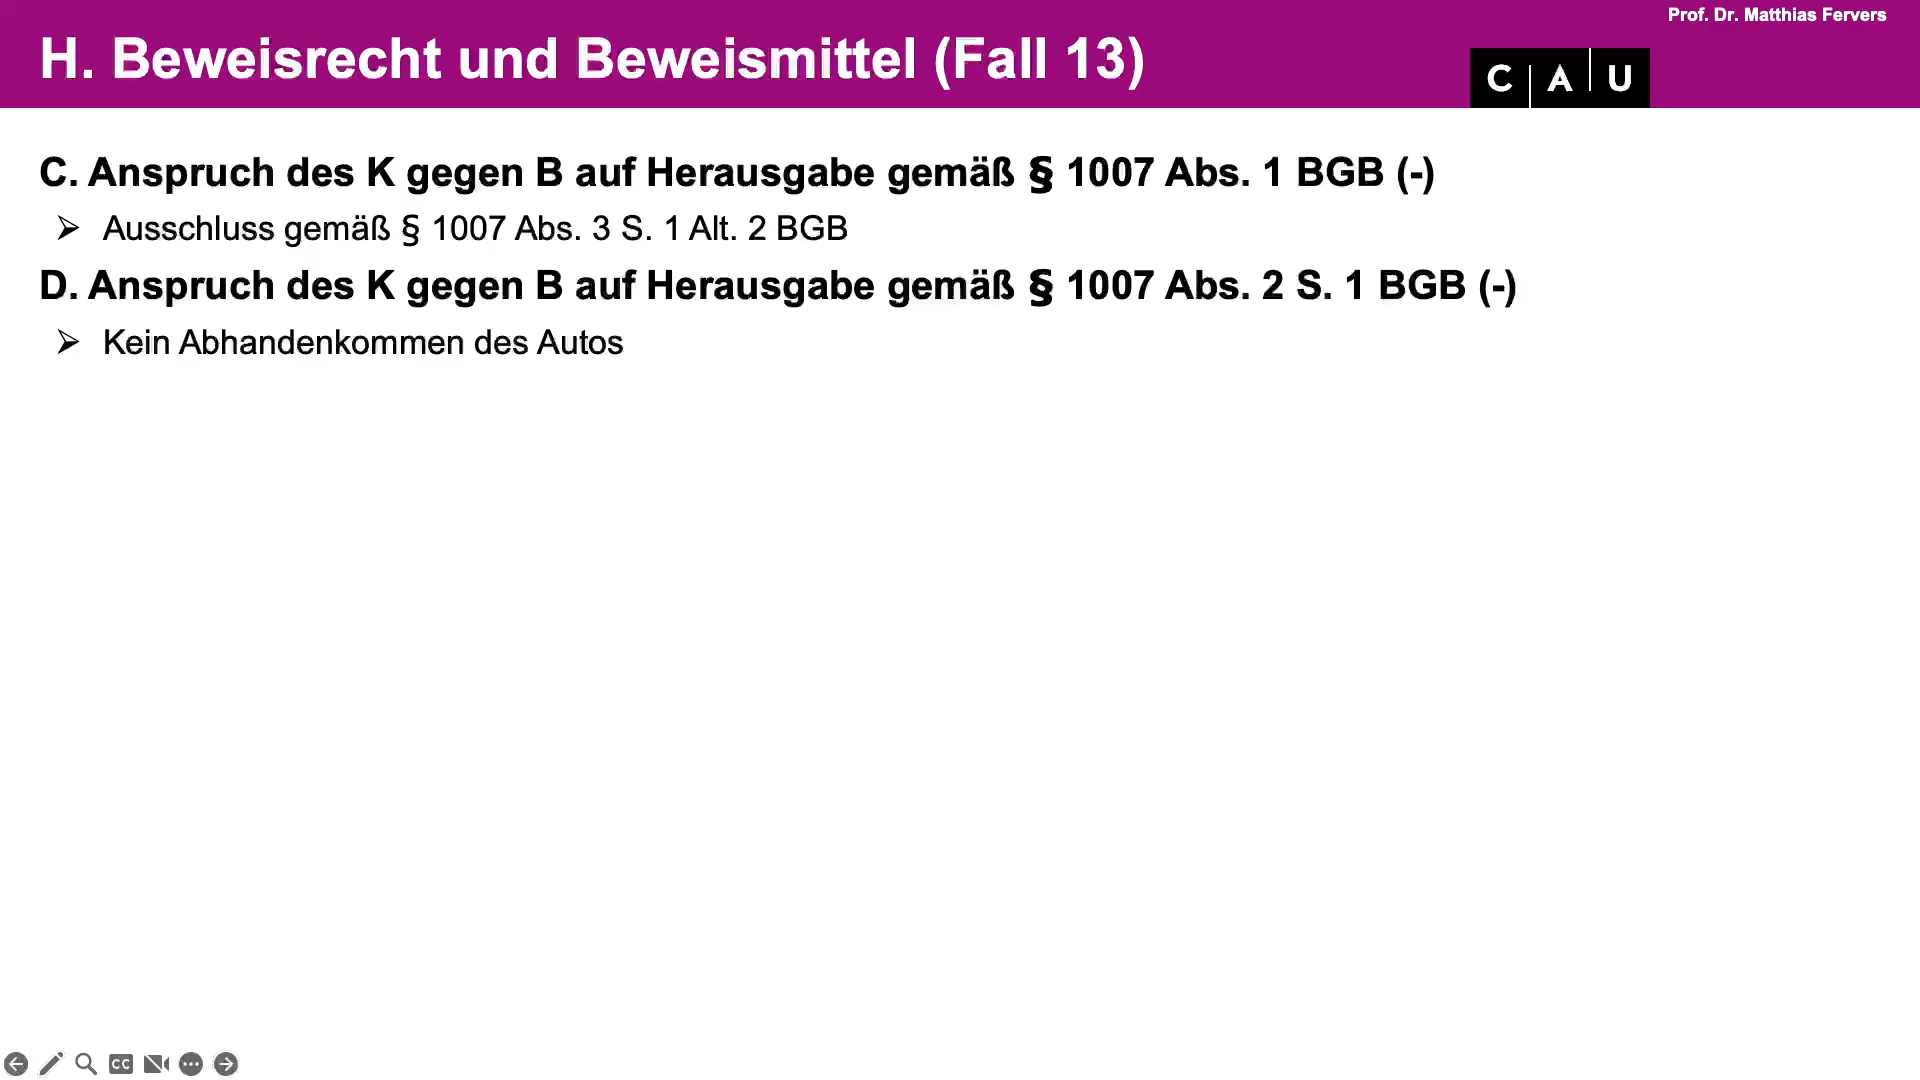 Prof. Dr. Matthias Fervers
H. Beweisrecht und Beweismittel (Fall 13)
C A U
C. Anspruch des K gegen B auf Herausgabe gemäß § 1007 Abs. 1 BGB (-)
➢ Ausschluss gemäß § 1007 Abs. 3 S. 1 Alt. 2 BGB
D. Anspruch des K gegen B auf Herausgabe gemäß § 1007 Abs. 2 S. 1 BGB (-)
➢ Kein Abhandenkommen des Autos
CC